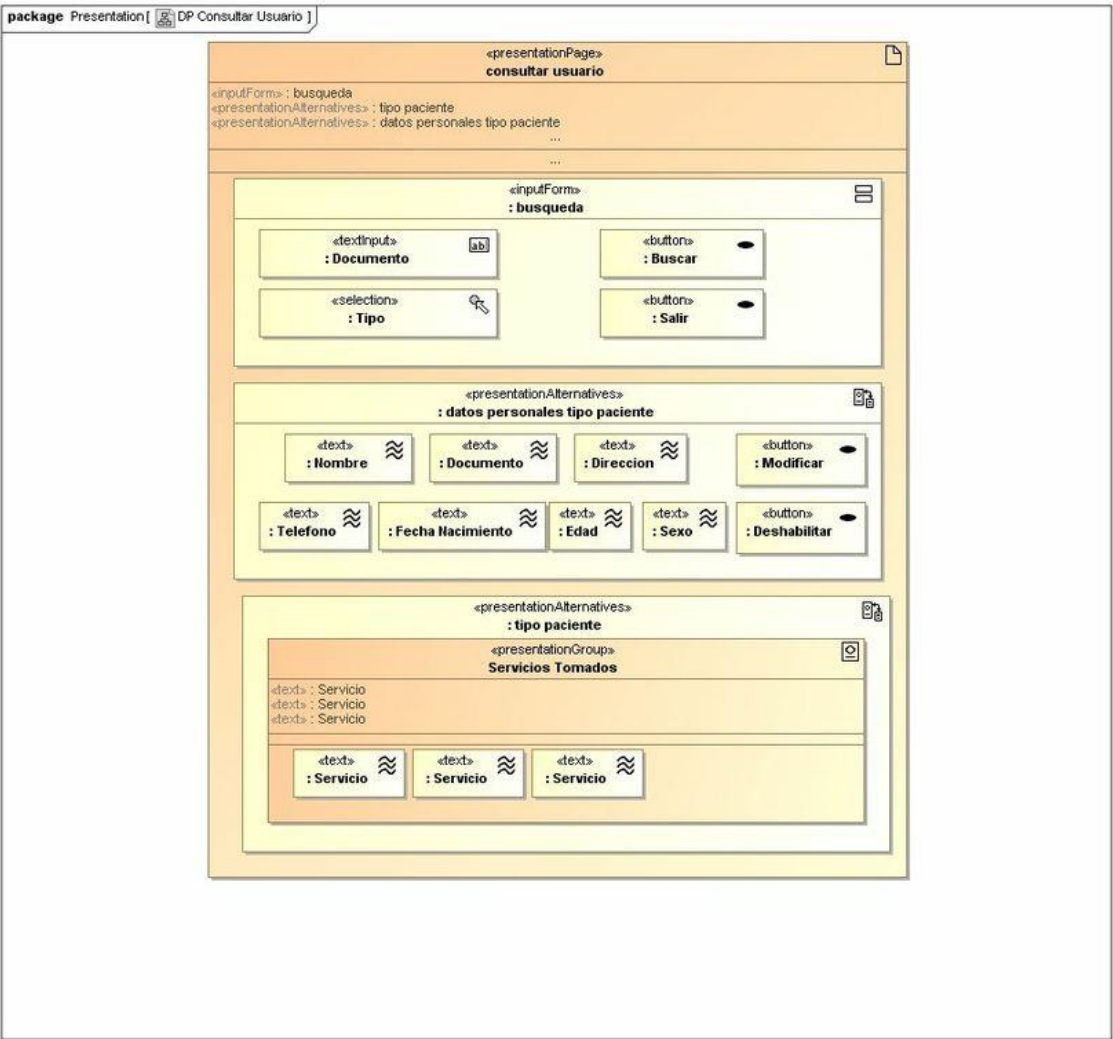 package Presentation [ DP Consultar Usuario ]
«presentationPage»
consultar usuario
«inputForm» : busqueda
«presentationAlternatives» : tipo paciente
«presentationAlternatives» : datos personales tipo paciente
...
...
«inputForm»
: busqueda
«textInput»
: Documento
ab
«button»
: Buscar
«selection»
: Tipo
«button»
: Salir
«presentationAlternatives»
: datos personales tipo paciente
«text»
: Nombre
«text»
: Documento
«text»
: Direccion
«button»
: Modificar
«text»
: Telefono
«text»
: Fecha Nacimiento
«text»
: Edad
«text»
: Sexo
«button»
: Deshabilitar
«presentationAlternatives»
: tipo paciente
«presentationGroup»
Servicios Tomados
«text» : Servicio
«text» : Servicio
«text» : Servicio
«text»
: Servicio
«text»
: Servicio
«text»
: Servicio